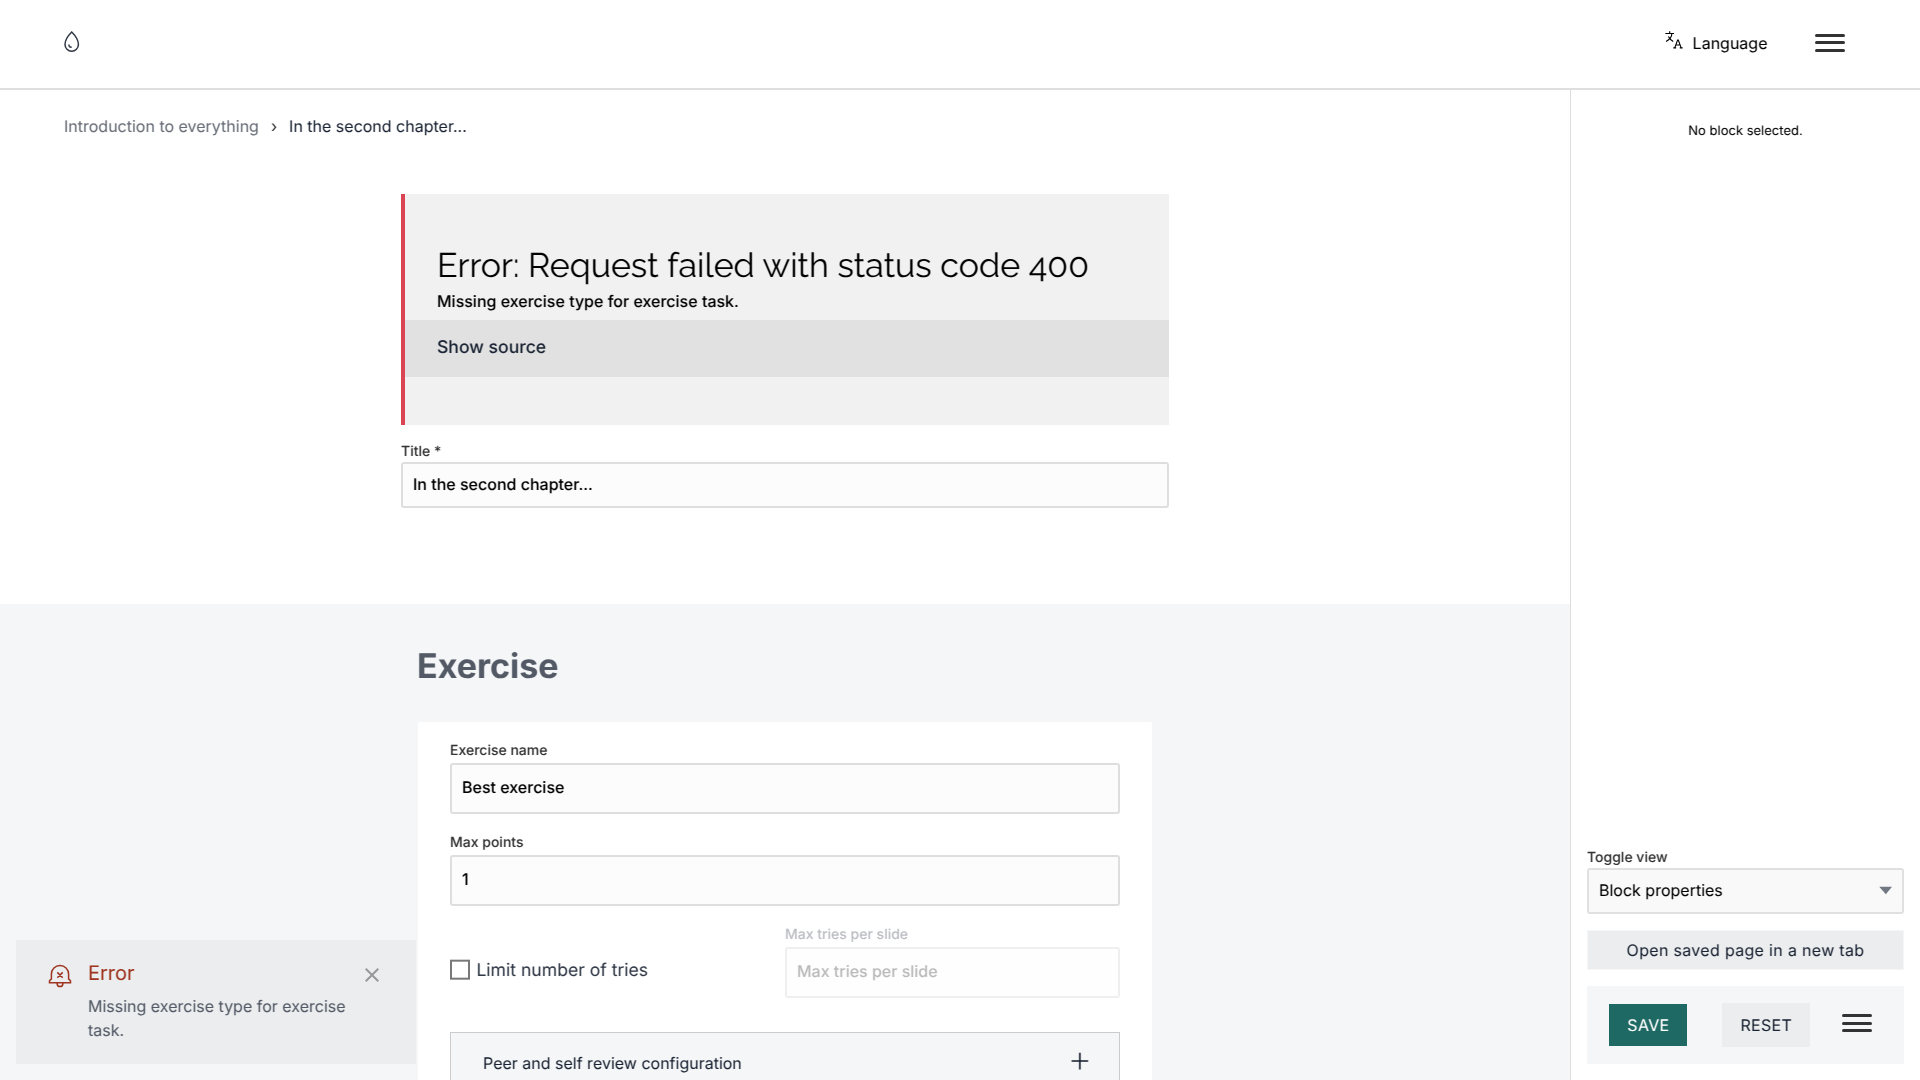 Language
Introduction to everything › In the second chapter...
No block selected.
Error: Request failed with status code 400
Missing exercise type for exercise task.
Show source
Title *
In the second chapter...
Exercise
Exercise name
Best exercise
Max points
1
Limit number of tries
Max tries per slide
Max tries per slide
Peer and self review configuration
Error
Missing exercise type for exercise
task.
Toggle view
Block properties
Open saved page in a new tab
SAVE
RESET